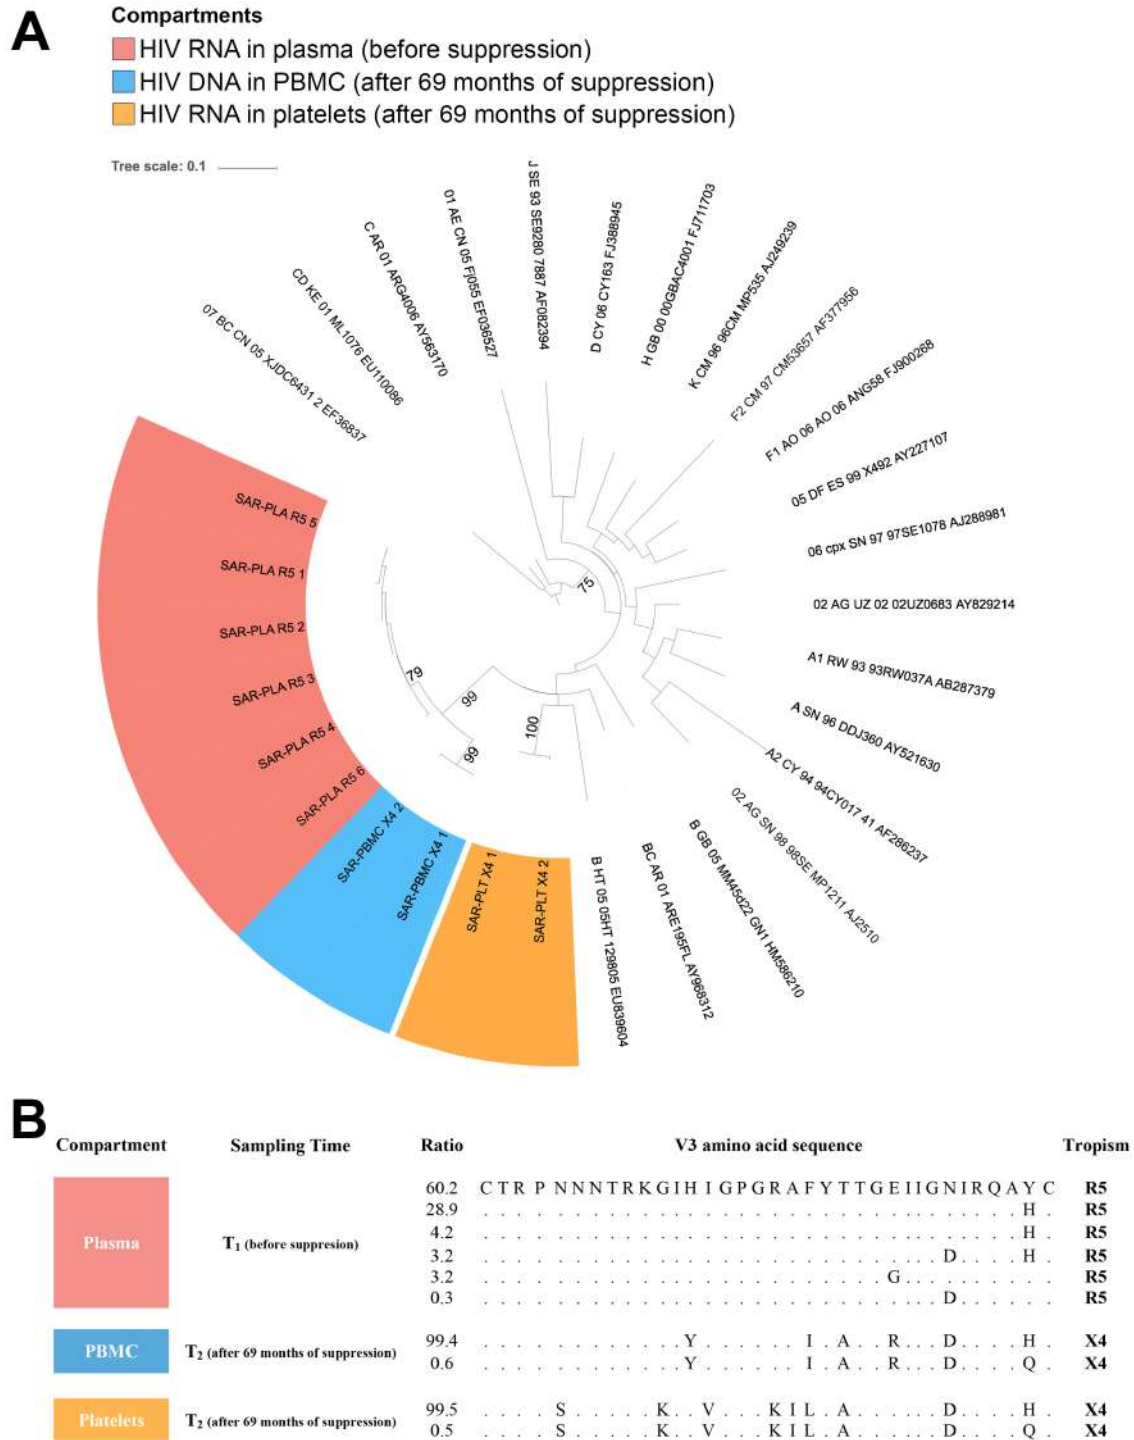 A
Compartments
HIV RNA in plasma (before suppression)
HIV DNA in PBMC (after 69 months of suppression)
HIV RNA in platelets (after 69 months of suppression)
Tree scale: 0.1
07 BC CN 05 XJDC6431 2 EF36837
CD KE 01 ML1076 EU110086
C AR 01 ARG4006 AY563170
01 AE CN 05 FJ055 EF036527
J SE 93 SE9280 7887 AF082394
D CY 06 CY163 FJ388945
H GB 00 00GBAC4001 FJ711703
K CM 96 96CM MP535 AJ249239
F2 CM 97 CM53657 AF377956
F1 AO 06 AO 06 ANG58 FJ900268
05 DF ES 99 X492 AY227107
06 cpx SN 97 97SE1078 AJ288981
02 AG UZ 02 02UZ0683 AY829214
A1 RW 93 93RW037A AB287379
A SN 96 DDJ360 AY521630
A2 CY 94 94CY017 41 AF286237
02 AG SN 98 98SE MP1211 AJ2510
B GB 05 MM45d22 GN1 HM586210
BC AR 01 ARE195FL AY968312
B HT 05 05HT 129805 EU839604
SAR-PLT X4 2
SAR-PLT X4 1
SAR-PBMC X4 1
SAR-PBMC X4 2
SAR-PLA R5 6
SAR-PLA R5 4
SAR-PLA R5 3
SAR-PLA R5 2
SAR-PLA R5 1
SAR-PLA R5 5
75
79
99
99
100
B
Compartment Sampling Time Ratio V3 amino acid sequence Tropism
60.2 C T R P N N N T R K G I H I G P G R A F Y T T G E I I G N I R Q A Y C R5
28.9 . . . . . . . . . . . . . . . . . . . . . . . . . . . . . . . . . H . R5
4.2 . . . . . . . . . . . . . . . . . . . . . . . . . . . . . . . . . H . R5
Plasma T1 (before suppresion)
3.2 . . . . . . . . . . . . . . . . . . . . . . . . . . . . D . . . . H . R5
3.2 . . . . . . . . . . . . . . . . . . . . . . . . G . . . . . . . . . . R5
0.3 . . . . . . . . . . . . . . . . . . . . . . . . . . . . D . . . . . . R5
PBMC T2 (after 69 months of suppression)
99.4 . . . . . . . . . . . . Y . . . . . . I . A . . R . . . D . . . . H . X4
0.6 . . . . . . . . . . . . Y . . . . . . I . A . . R . . . D . . . . Q . X4
Platelets T2 (after 69 months of suppression)
99.5 . . . . S . . . . . K . . V . . . K I L . A . . . . . . D . . . . H . X4
0.5 . . . . S . . . . . K . . V . . . K I L . A . . . . . . D . . . . Q . X4